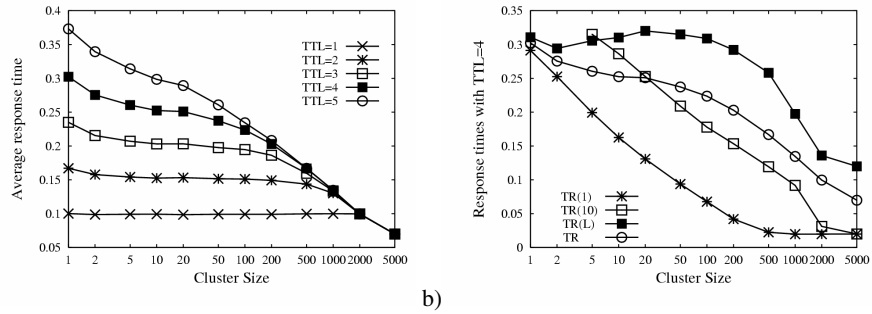 0.4
0.35
0.3
0.25
0.2
0.15
0.1
0.05
Average response time
TTL=1
TTL=2
TTL=3
TTL=4
TTL=5
1 2 5 10 20 50 100 200 500 1000 2000 5000
Cluster Size
b)
0.35
0.3
0.25
0.2
0.15
0.1
0.05
0
Response times with TTL=4
TR(1)
TR(10)
TR(L)
TR
1 2 5 10 20 50 100 200 500 1000 2000 5000
Cluster Size